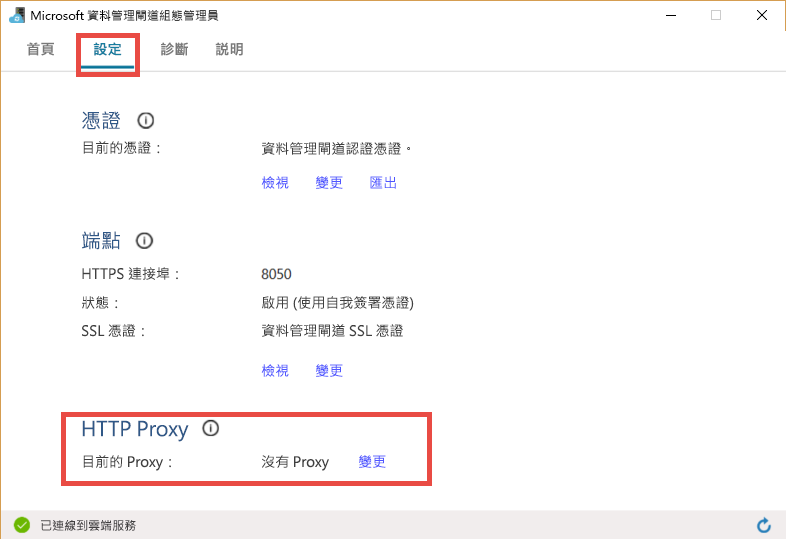 Microsoft 資料管理閘道組態管理員
首頁 設定 診斷 說明
憑證
目前的憑證： 資料管理閘道認證憑證。
檢視 變更 匯出
端點
HTTPS 連接埠： 8050
狀態： 啟用 (使用自我簽署憑證)
SSL 憑證： 資料管理閘道 SSL 憑證
檢視 變更
HTTP Proxy
目前的 Proxy： 沒有 Proxy 變更
已連線到雲端服務